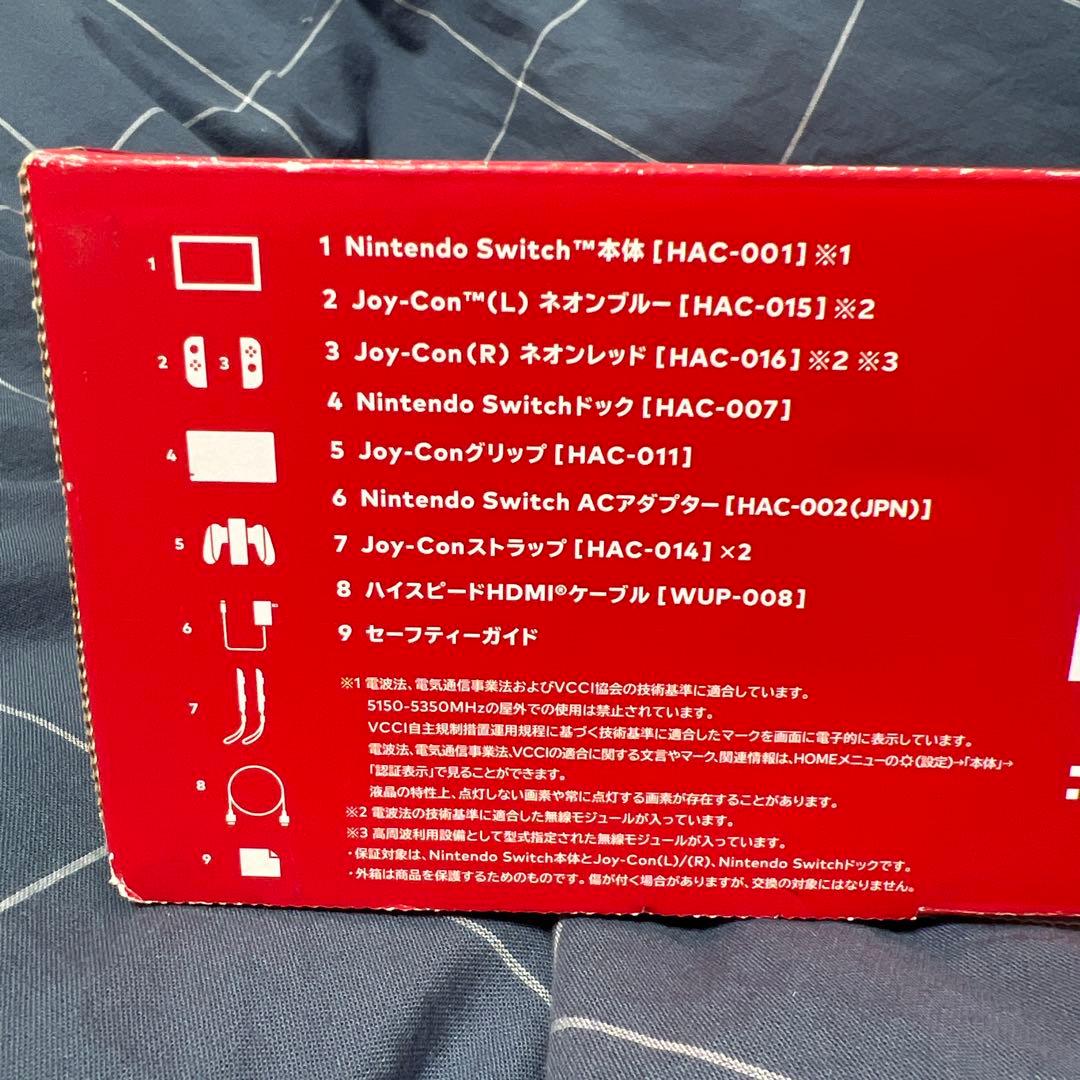 1 Nintendo Switch™本体 [HAC-001] ※1
2 Joy-Con™(L) ネオンブルー [HAC-015] ※2
3 Joy-Con(R) ネオンレッド [HAC-016] ※2 ※3
4 Nintendo Switchドック [HAC-007]
5 Joy-Conグリップ [HAC-011]
6 Nintendo Switch ACアダプター [HAC-002(JPN)]
7 Joy-Conストラップ [HAC-014] ×2
8 ハイスピードHDMI®ケーブル [WUP-008]
9 セーフティーガイド
1
2
3
4
5
6
7
8
9
※1 電波法、電気通信事業法およびVCCI協会の技術基準に適合しています。
5150-5350MHzの屋外での使用は禁止されています。
VCCI自主規制措置運用規程に基づく技術基準に適合したマークを画面に電子的に表示しています。
電波法、電気通信事業法、VCCIの適合に関する文言やマーク、関連情報は、HOMEメニューの(設定)→「本体」→
「認証表示」で見ることができます。
液晶の特性上、点灯しない画素や常に点灯する画素が存在することがあります。
※2 電波法の技術基準に適合した無線モジュールが入っています。
※3 高周波利用設備として型式指定された無線モジュールが入っています。
・保証対象は、Nintendo Switch本体とJoy-Con(L)/(R)、Nintendo Switchドックです。
・外箱は商品を保護するためのものです。傷が付く場合がありますが、交換の対象にはなりません。